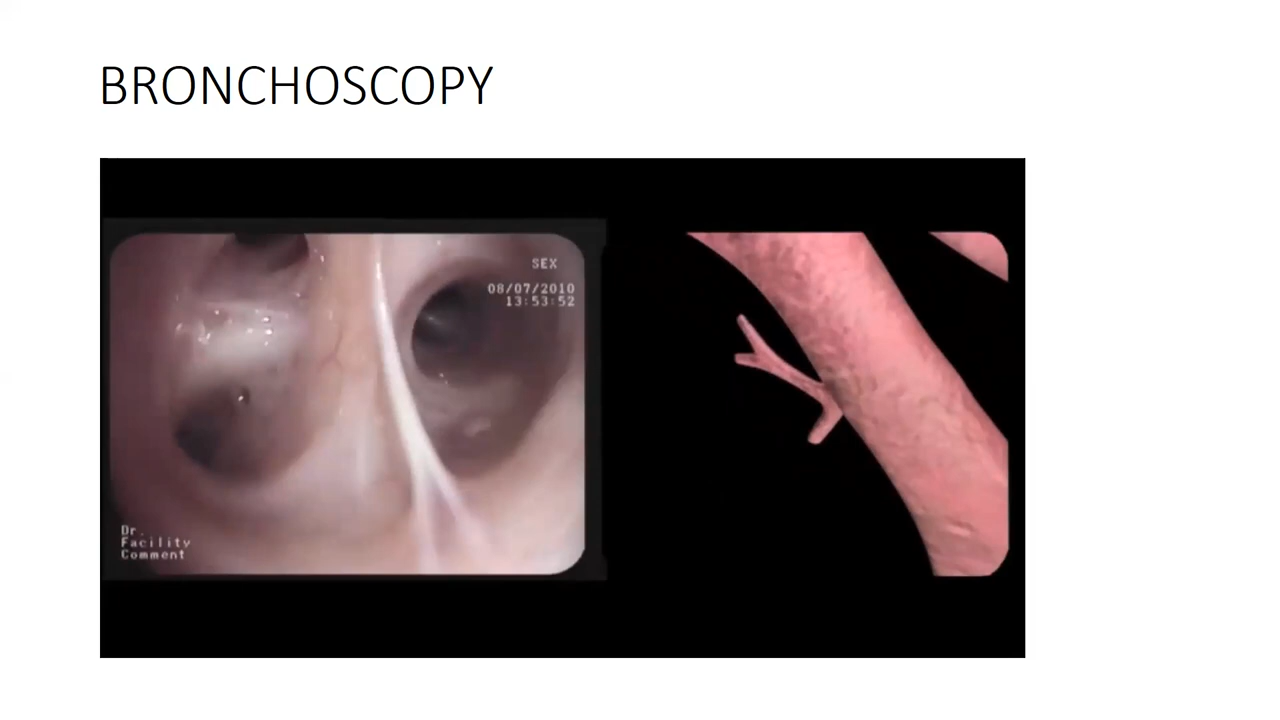 BRONCHOSCOPY
SEX
08/07/2010
13:53:52
Dr.
Facility
Comment